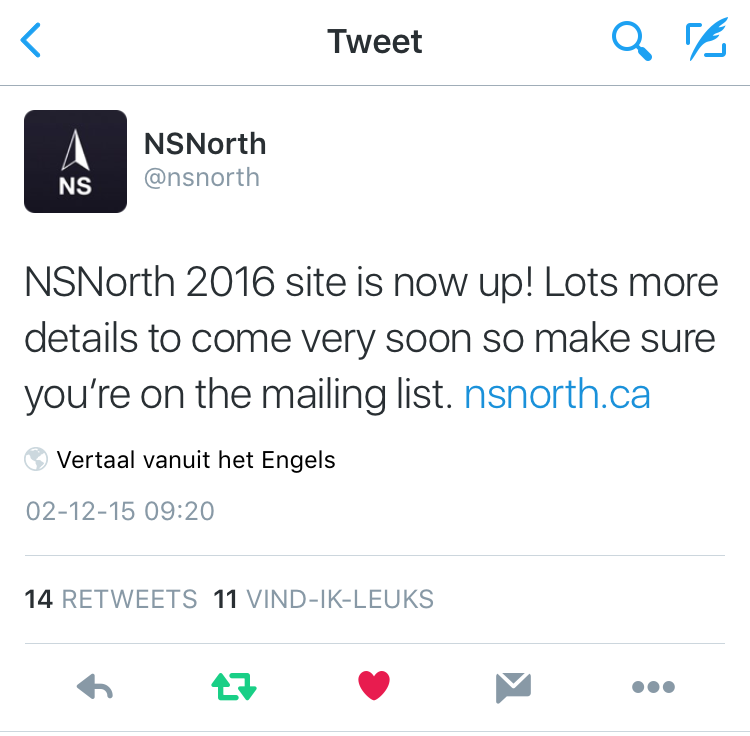 Tweet
NS
NSNorth
@nsnorth
NSNorth 2016 site is now up! Lots more
details to come very soon so make sure
you’re on the mailing list. nsnorth.ca
Vertaal vanuit het Engels
02-12-15 09:20
14 RETWEETS 11 VIND-IK-LEUKS